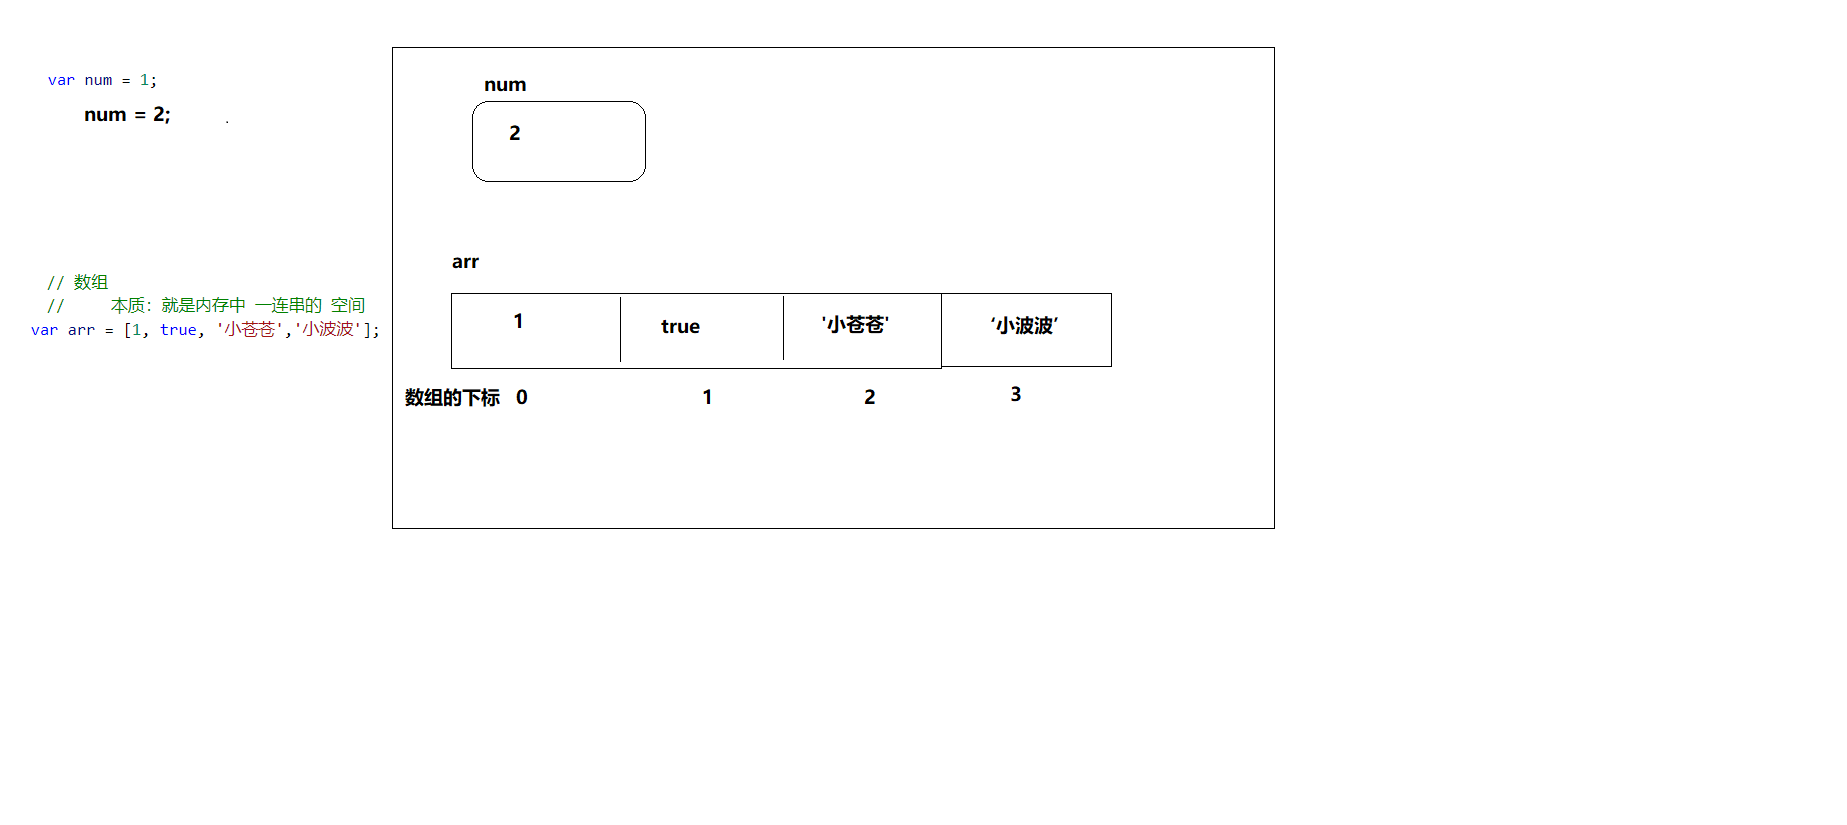 var num = 1;
num = 2;
num
2
// 数组
// 本质：就是内存中 一连串的 空间
var arr = [1, true, '小苍苍','小波波'];
arr
1 true '小苍苍' ‘小波波’
数组的下标 0 1 2 3